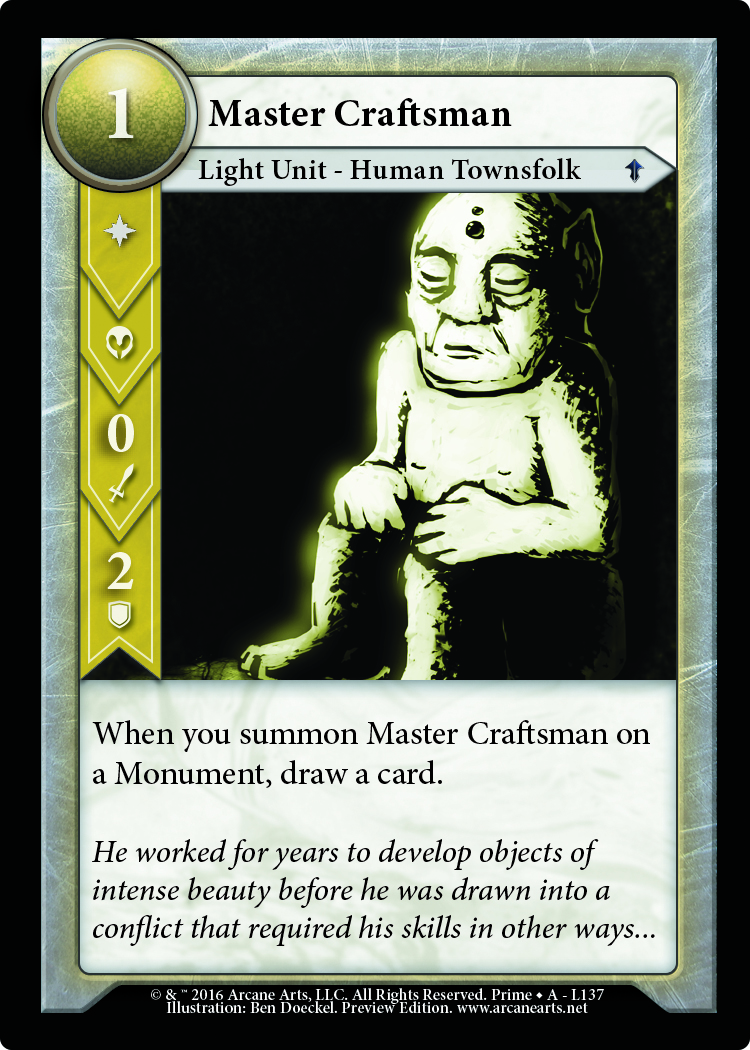 1
Master Craftsman
Light Unit - Human Townsfolk
0
2
When you summon Master Craftsman on
a Monument, draw a card.
He worked for years to develop objects of
intense beauty before he was drawn into a
conflict that required his skills in other ways...
© & ™ 2016 Arcane Arts, LLC. All Rights Reserved. Prime ♦ A - L137
Illustration: Ben Doeckel. Preview Edition. www.arcanearts.net